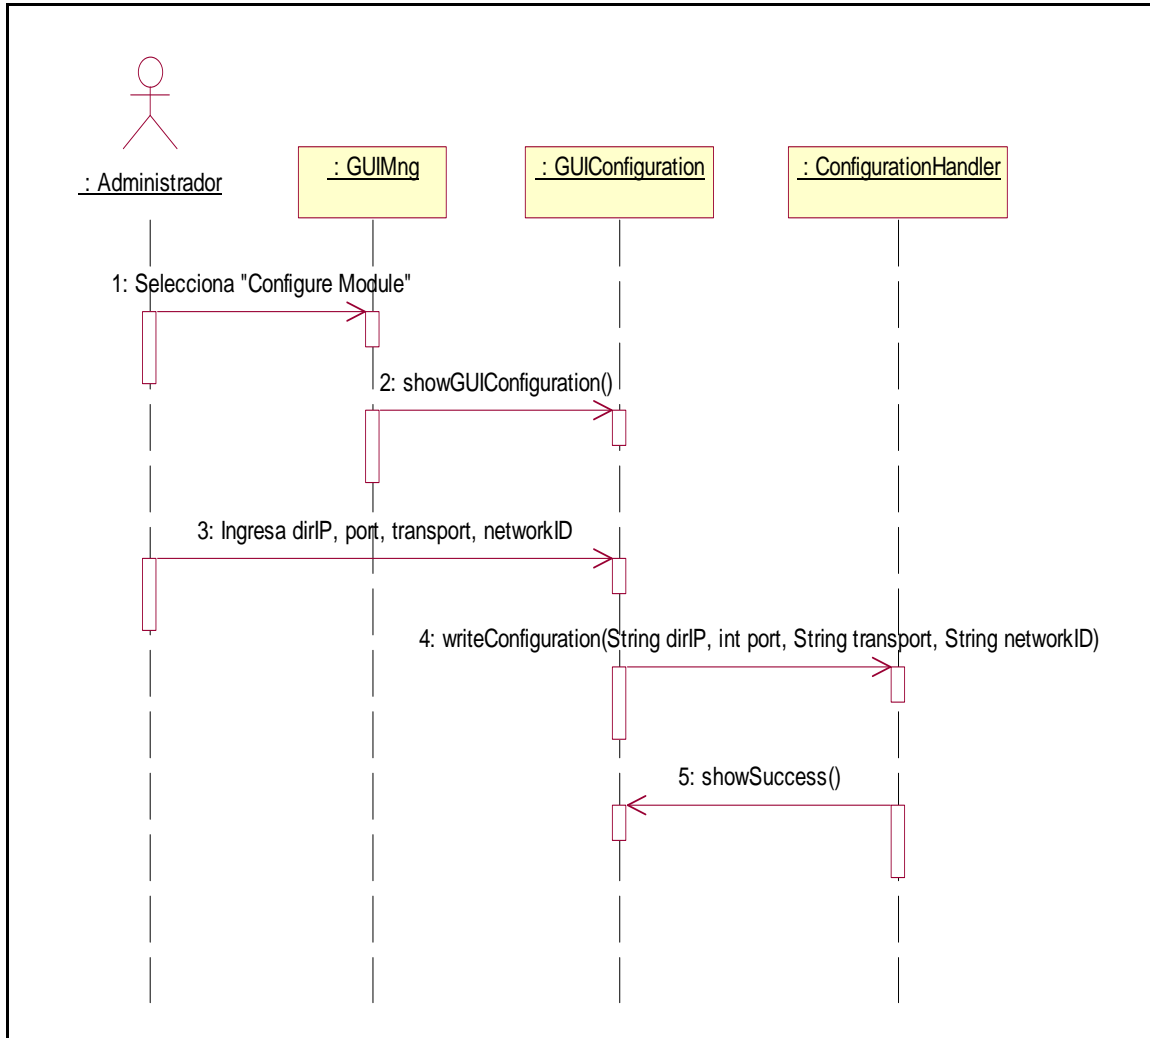 : Administrador
: GUIMng
: GUIConfiguration
: ConfigurationHandler
1: Selecciona "Configure Module"
2: showGUIConfiguration()
3: Ingresa dirIP, port, transport, networkID
4: writeConfiguration(String dirIP, int port, String transport, String networkID)
5: showSuccess()